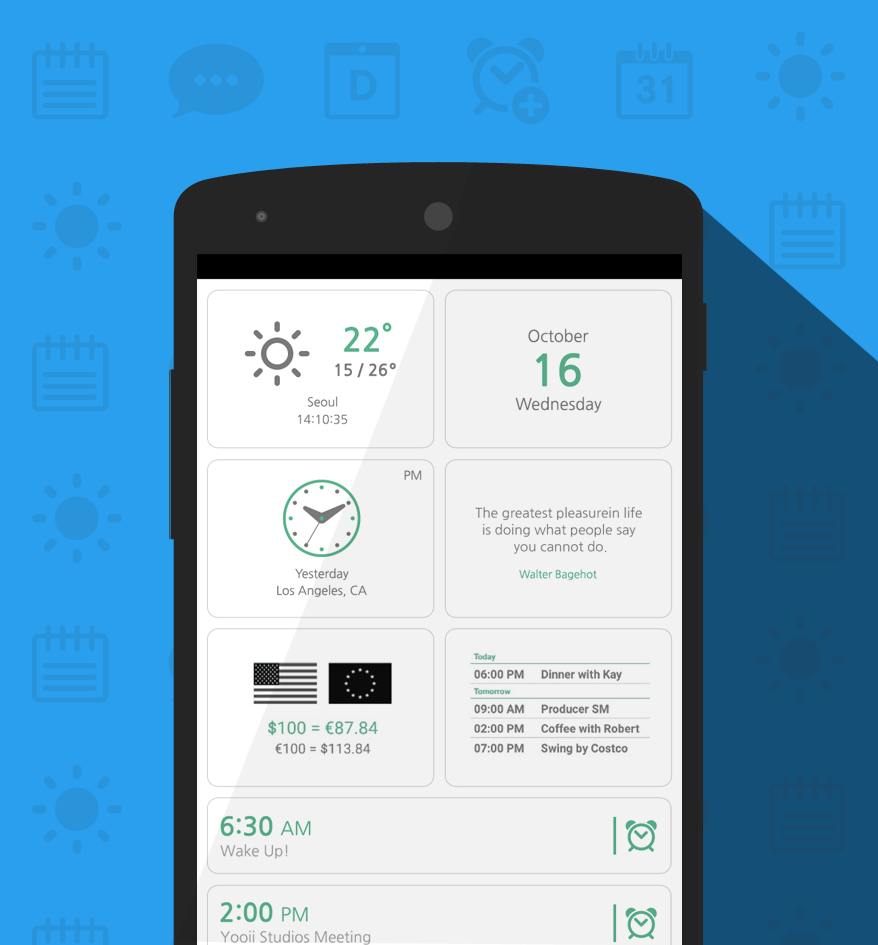 D
31
22°
15 / 26°
Seoul
14:10:35
October
16
Wednesday
PM
Yesterday
Los Angeles, CA
The greatest pleasurein life
is doing what people say
you cannot do.
Walter Bagehot
$100 = €87.84
€100 = $113.84
Today
06:00 PM Dinner with Kay
Tomorrow
09:00 AM Producer SM
02:00 PM Coffee with Robert
07:00 PM Swing by Costco
6:30 AM
Wake Up!
2:00 PM
Yooii Studios Meeting